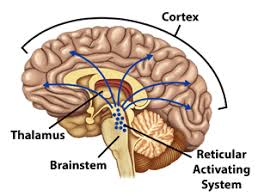 Cortex
Thalamus
Brainstem
Reticular
Activating
System